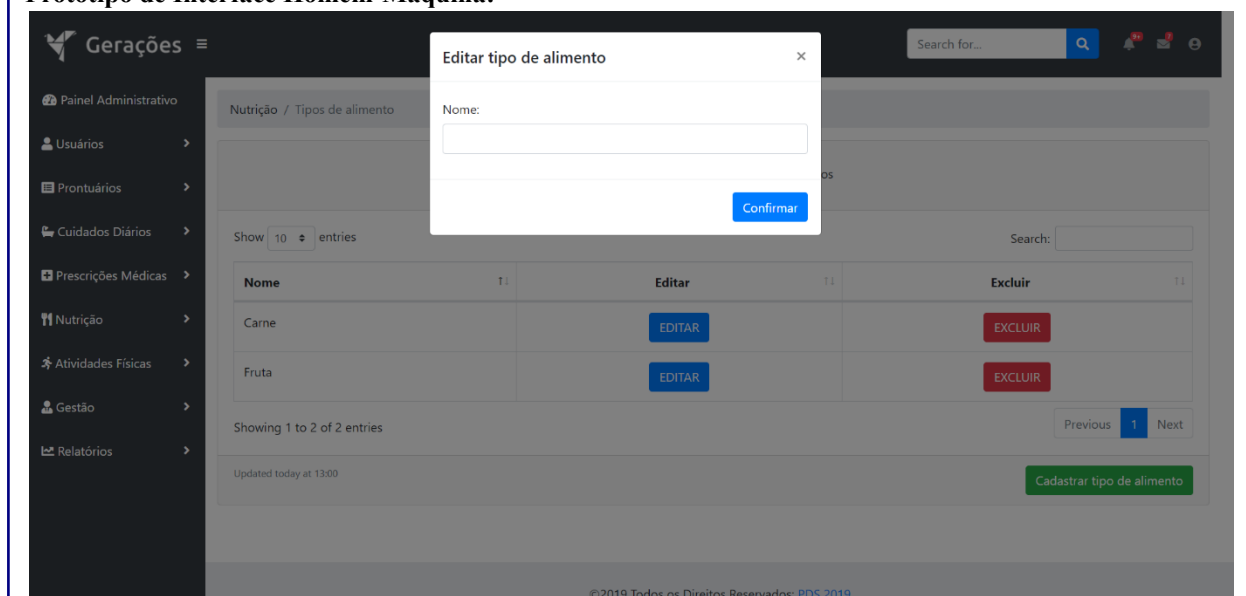 Protótipo de Interface Homem-Máquina:
Gerações
Editar tipo de alimento ×
Search for...
9+
7
Painel Administrativo
Nutrição / Tipos de alimento
Nome:
Usuários
os
Prontuários
Confirmar
Cuidados Diários
Show 10 entries
Search:
Prescrições Médicas
Nome Editar Excluir
Nutrição
Carne EDITAR EXCLUIR
Atividades Físicas
Fruta EDITAR EXCLUIR
Gestão
Showing 1 to 2 of 2 entries
Previous 1 Next
Relatórios
Updated today at 13:00
Cadastrar tipo de alimento
©2019 Todos os Direitos Reservados: PDS 2019